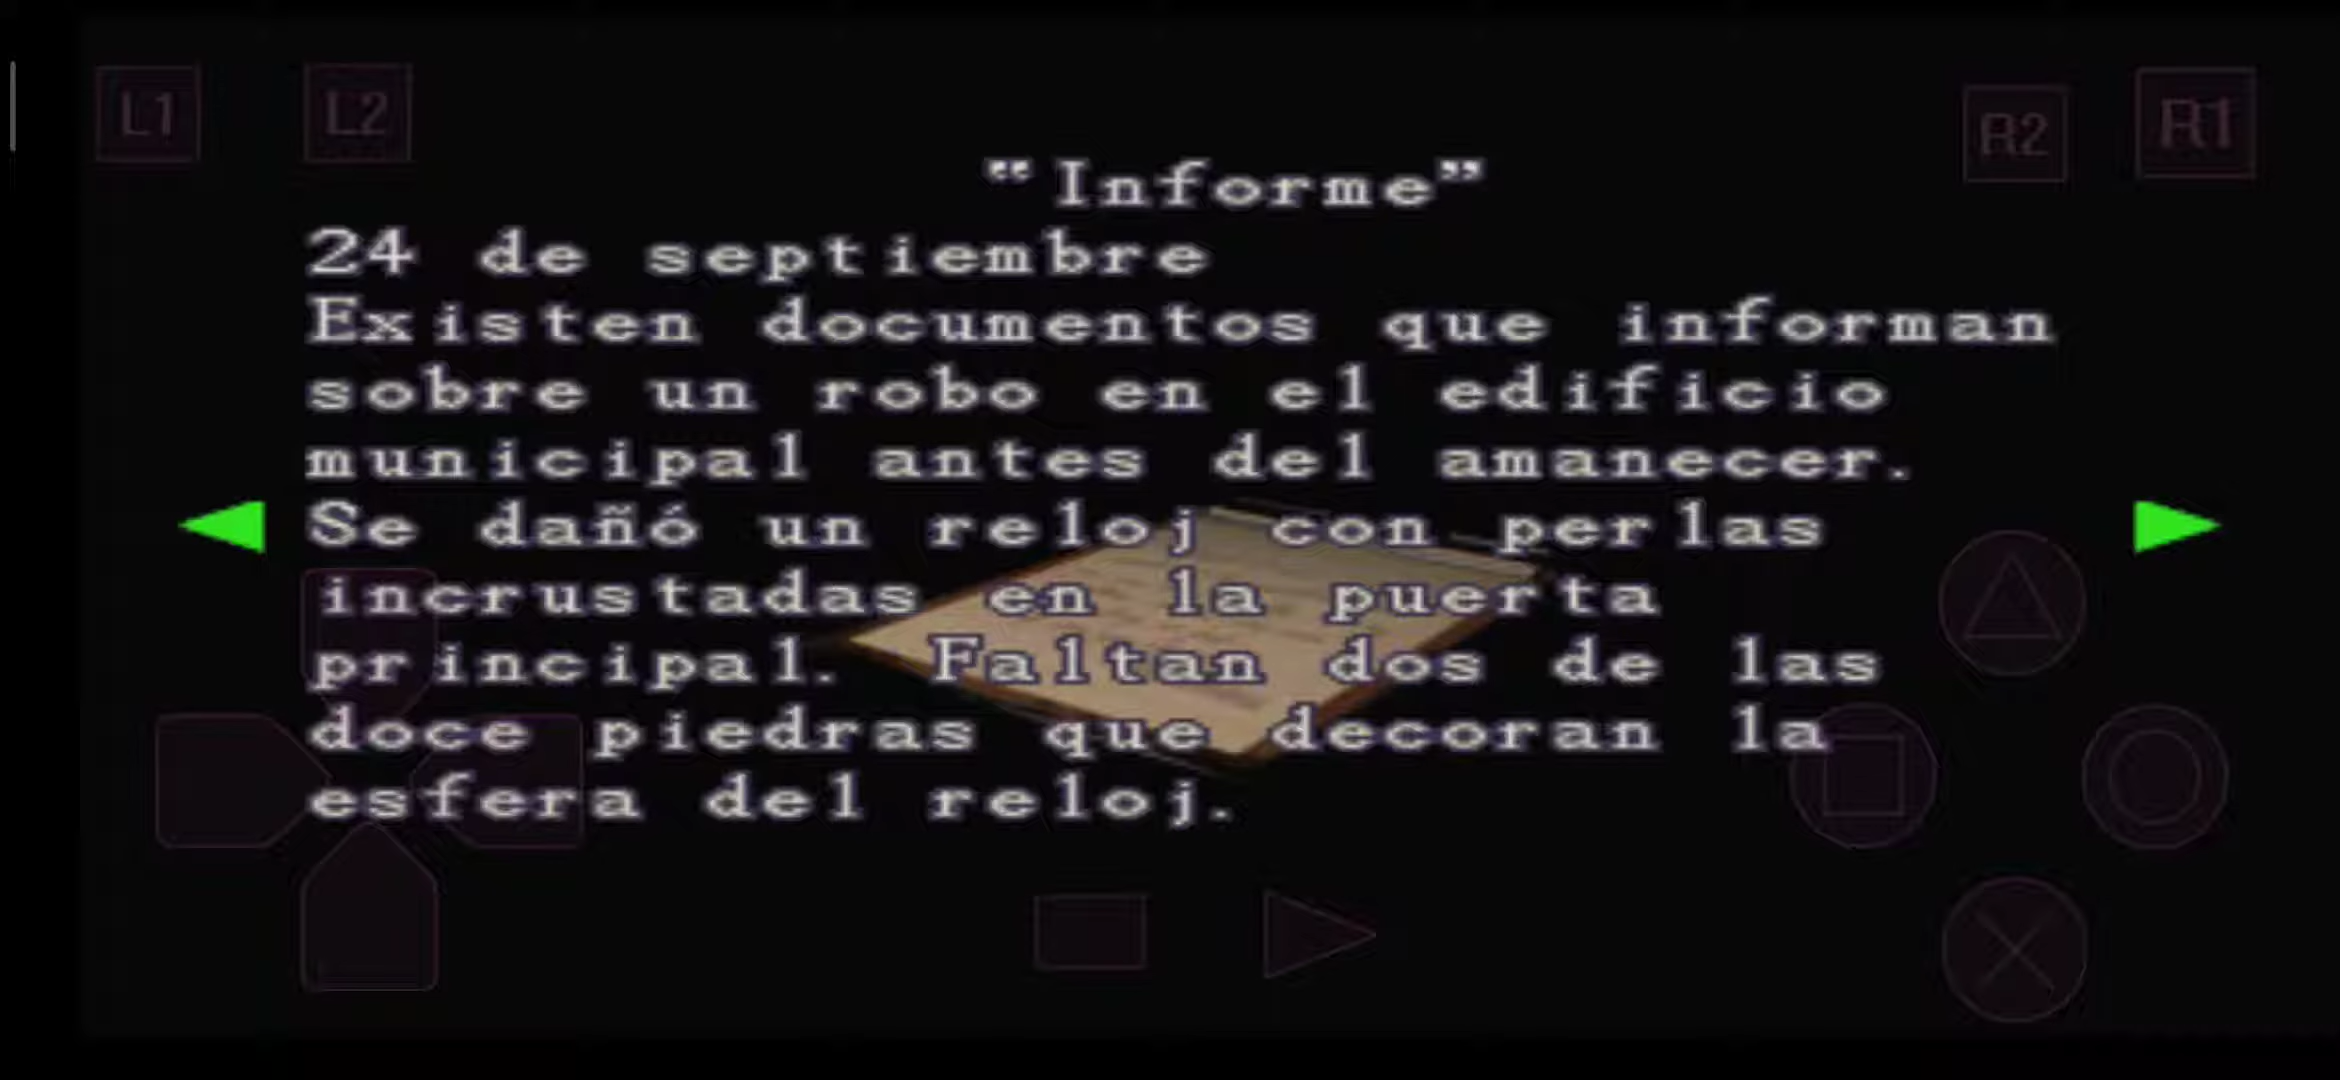 L1 L2 R2 R1
"Informe"
24 de septiembre
Existen documentos que informan
sobre un robo en el edificio
municipal antes del amanecer.
Se dañó un reloj con perlas
incrustadas en la puerta
principal. Faltan dos de las
doce piedras que decoran la
esfera del reloj.